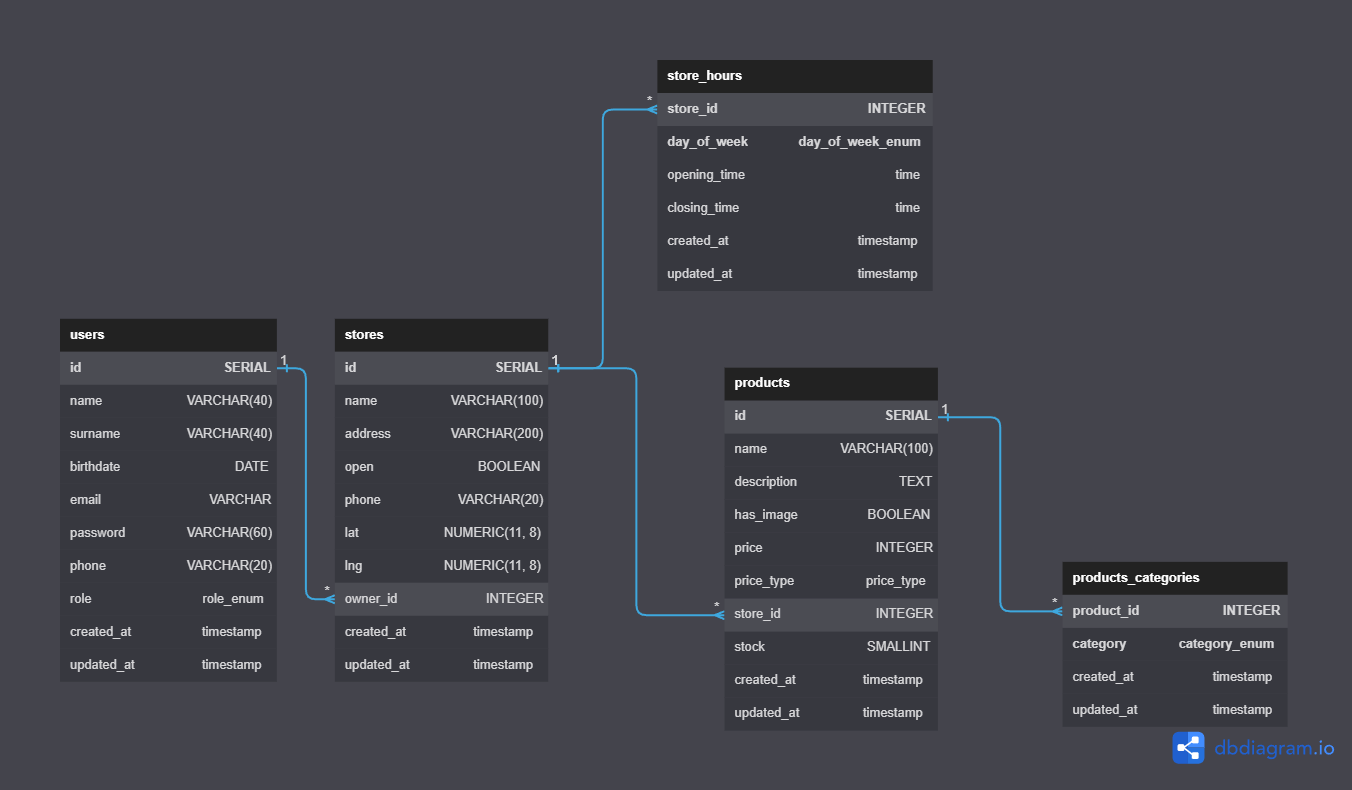 store_hours
*
store_id INTEGER
day_of_week day_of_week_enum
opening_time time
closing_time time
created_at timestamp
updated_at timestamp
users
1
id SERIAL
name VARCHAR(40)
surname VARCHAR(40)
birthdate DATE
email VARCHAR
password VARCHAR(60)
phone VARCHAR(20)
role role_enum
created_at timestamp
updated_at timestamp
stores
1
id SERIAL
name VARCHAR(100)
address VARCHAR(200)
open BOOLEAN
phone VARCHAR(20)
lat NUMERIC(11, 8)
lng NUMERIC(11, 8)
*
owner_id INTEGER
created_at timestamp
updated_at timestamp
products
1
id SERIAL
name VARCHAR(100)
description TEXT
has_image BOOLEAN
price INTEGER
price_type price_type
*
store_id INTEGER
stock SMALLINT
created_at timestamp
updated_at timestamp
products_categories
*
product_id INTEGER
category category_enum
created_at timestamp
updated_at timestamp
dbdiagram.io